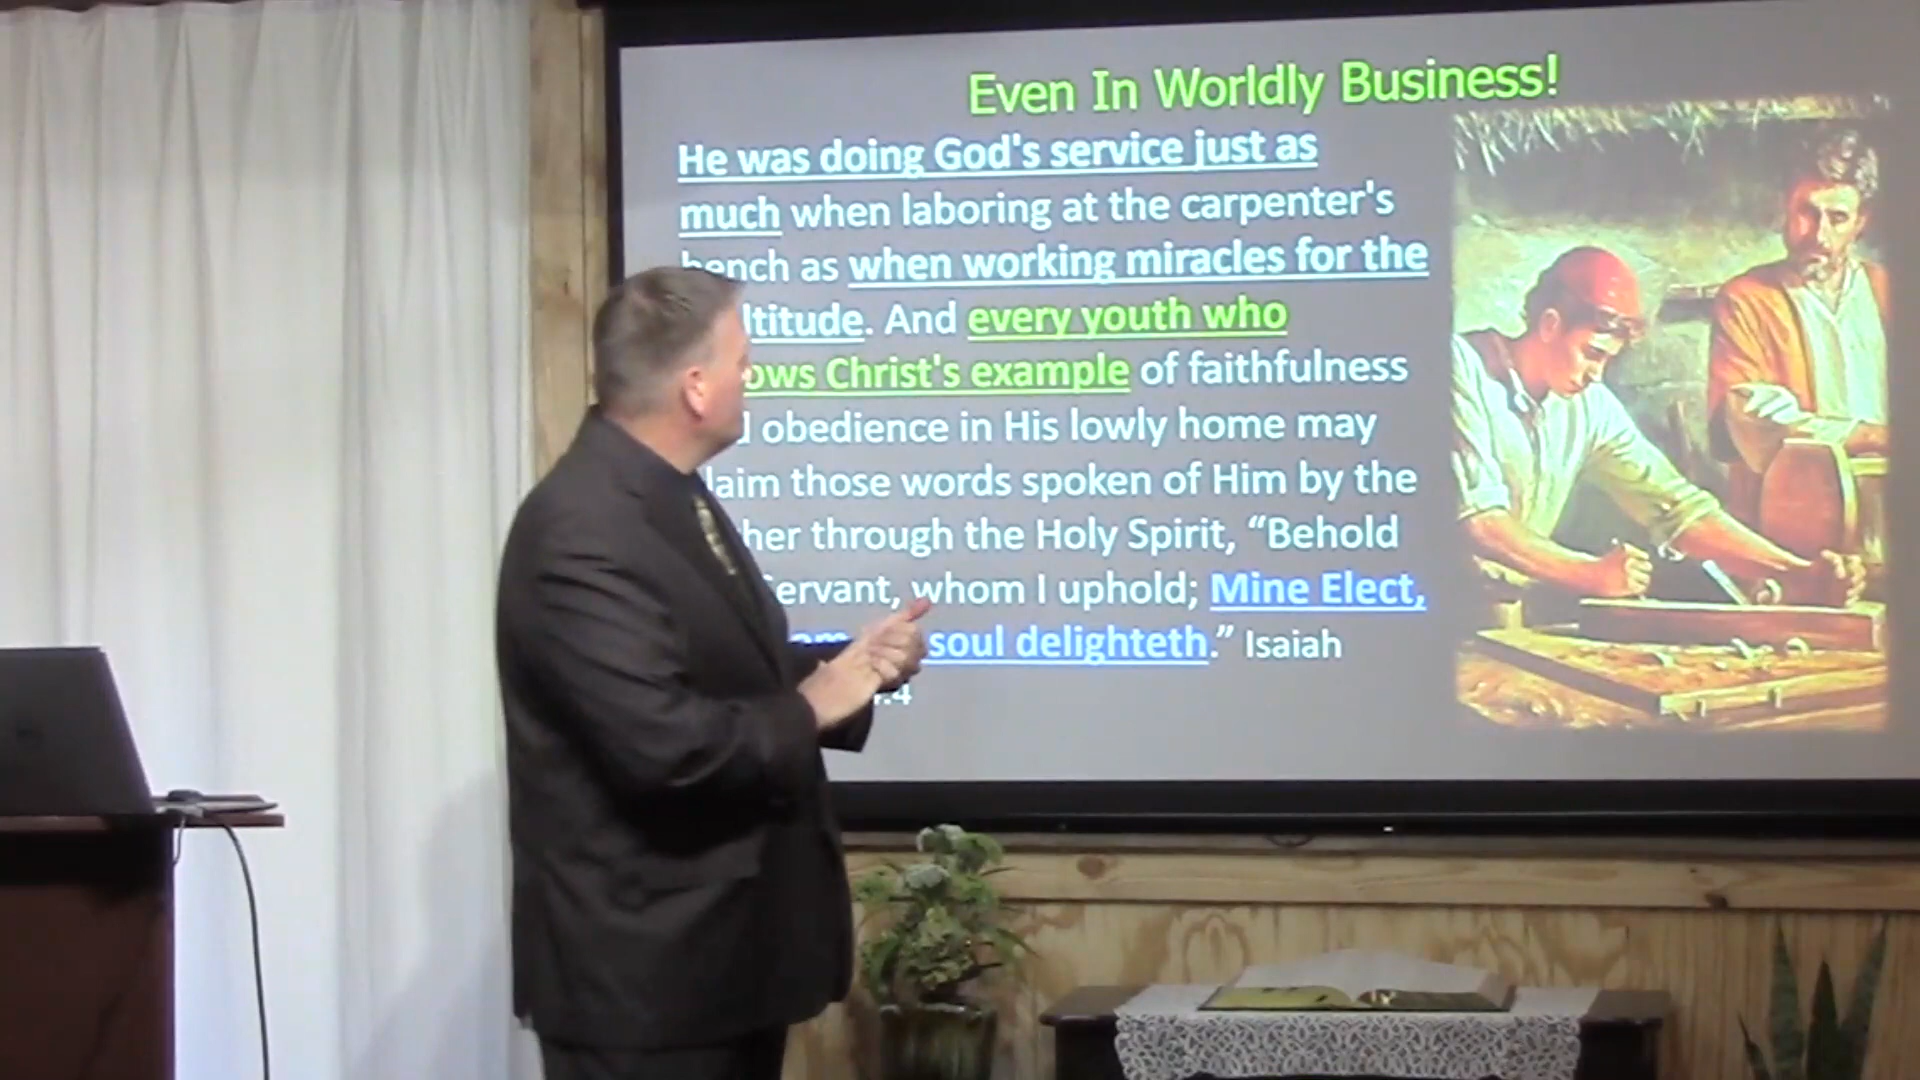 Even In Worldly Business!
He was doing God's service just as
much when laboring at the carpenter's
bench as when working miracles for the
ltitude. And every youth who
ows Christ's example of faithfulness
obedience in His lowly home may
laim those words spoken of Him by the
her through the Holy Spirit, “Behold
ervant, whom I uphold; Mine Elect,
soul delighteth.” Isaiah
.4